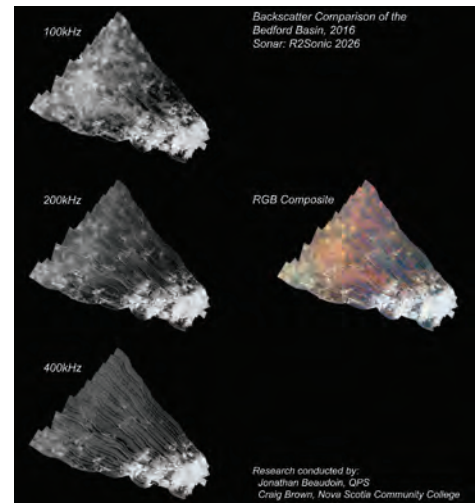 100kHz
Backscatter Comparison of the
Bedford Basin, 2016
Sonar: R2Sonic 2026
200kHz
RGB Composite
400kHz
Research conducted by:
Jonathan Beaudoin, QPS
Craig Brown, Nova Scotia Community College